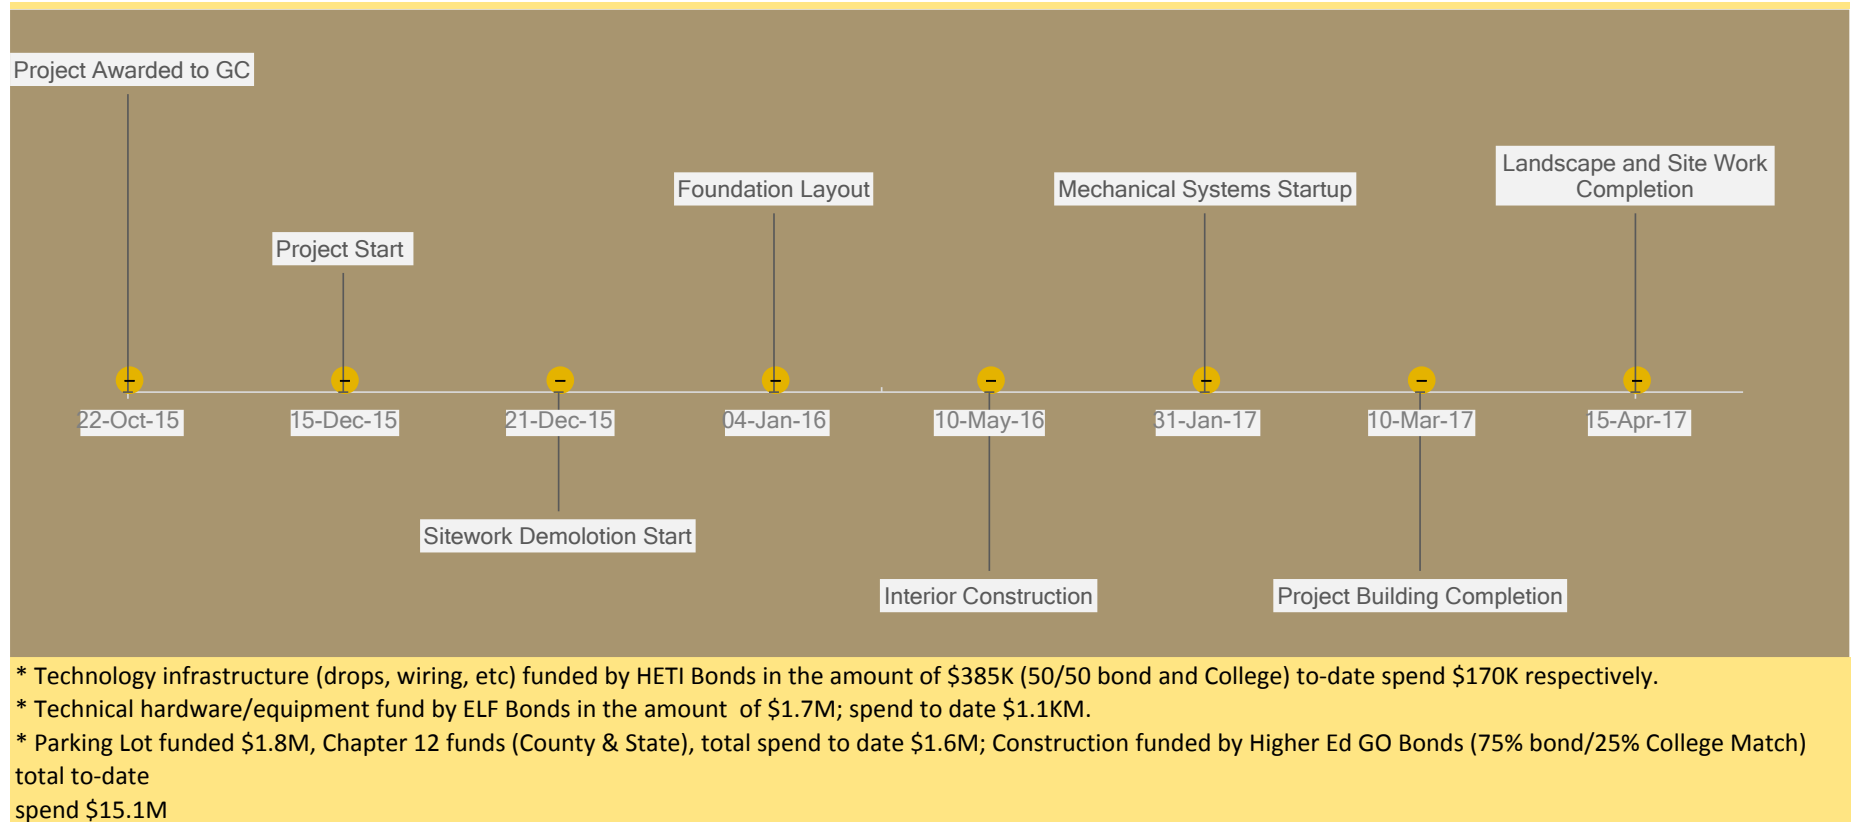 Project Awarded to GC
Landscape and Site Work
Completion
Foundation Layout
Mechanical Systems Startup
Project Start
22-Oct-15
15-Dec-15
21-Dec-15
04-Jan-16
10-May-16
31-Jan-17
10-Mar-17
15-Apr-17
Sitework Demolotion Start
Interior Construction
Project Building Completion
* Technology infrastructure (drops, wiring, etc) funded by HETI Bonds in the amount of $385K (50/50 bond and College) to-date spend $170K respectively.
* Technical hardware/equipment fund by ELF Bonds in the amount  of $1.7M; spend to date $1.1KM.
* Parking Lot funded $1.8M, Chapter 12 funds (County & State), total spend to date $1.6M; Construction funded by Higher Ed GO Bonds (75% bond/25% College Match)
total to-date
spend $15.1M